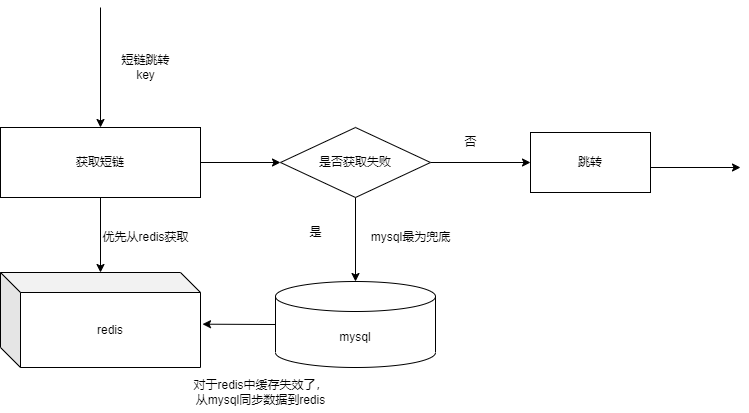 短链跳转
key
获取短链
是否获取失败
否
跳转
优先从redis获取
是
mysql最为兜底
redis
mysql
对于redis中缓存失效了，
从mysql同步数据到redis